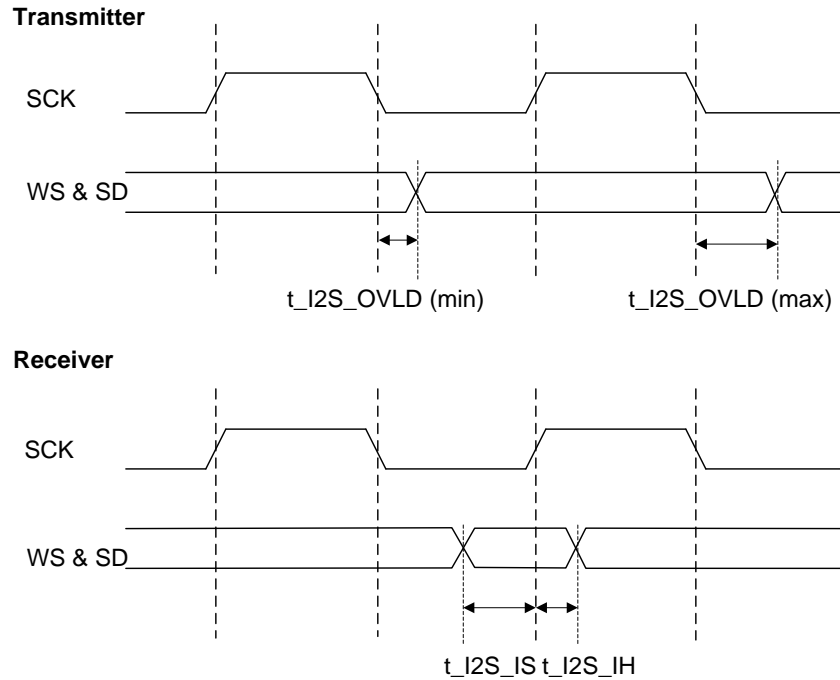 Transmitter
SCK
WS & SD
t_I2S_OVLD (min) t_I2S_OVLD (max)
Receiver
SCK
WS & SD
t_I2S_IS t_I2S_IH